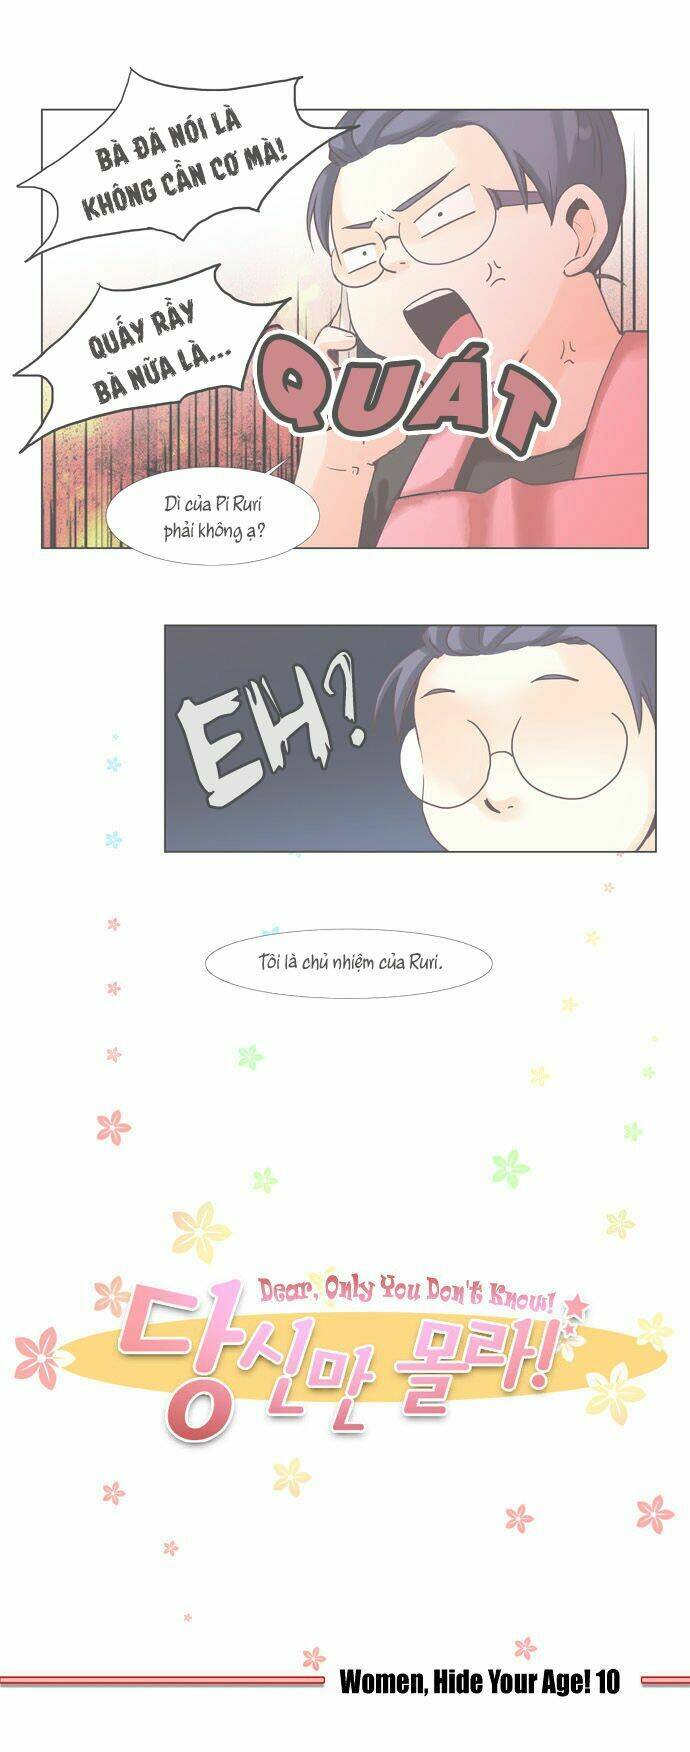 BÀ ĐÃ NÓI LÀ
KHÔNG CẦN CƠ MÀ!
QUẤY RẦY
BÀ NỮA LÀ...
QUÁT
Dì của Pi Ruri
phải không ạ?
EH?
Tôi là chủ nhiệm của Ruri.
Dear, Only You Don't Know!
당신만 몰라!
Women, Hide Your Age! 10